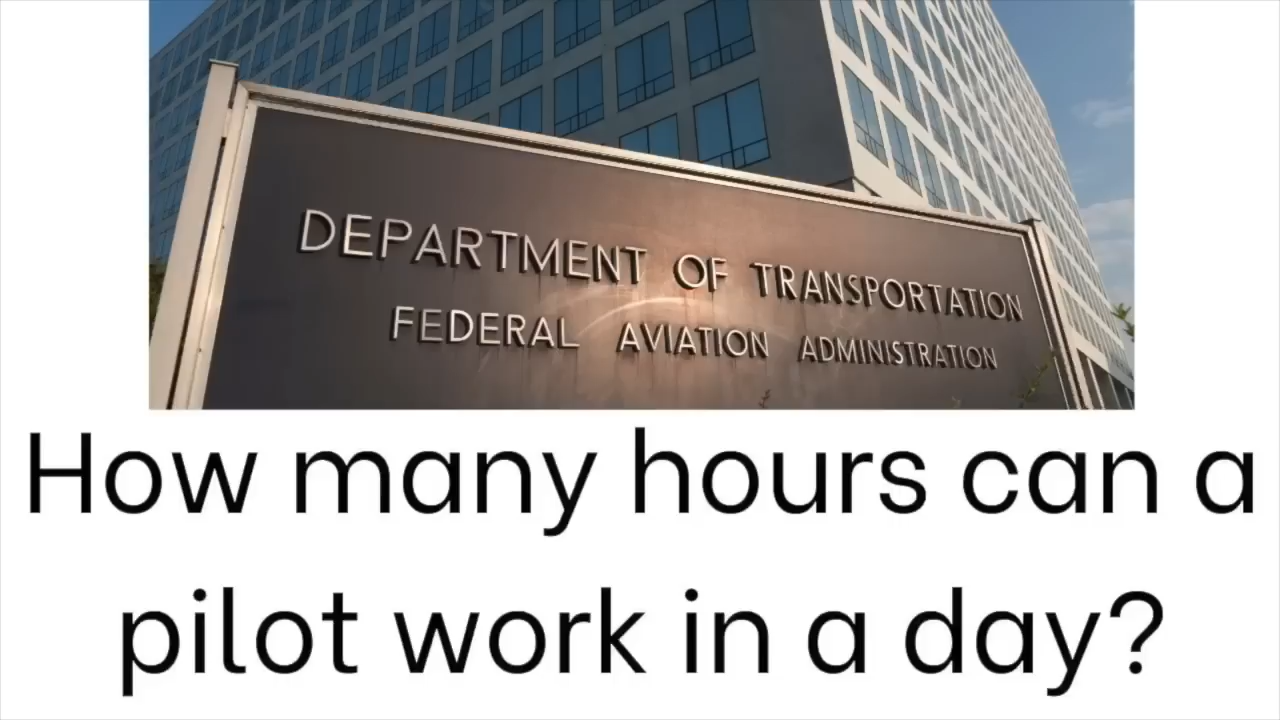 DEPARTMENT OF TRANSPORTATION
FEDERAL AVIATION ADMINISTRATION
How many hours can a
pilot work in a day?